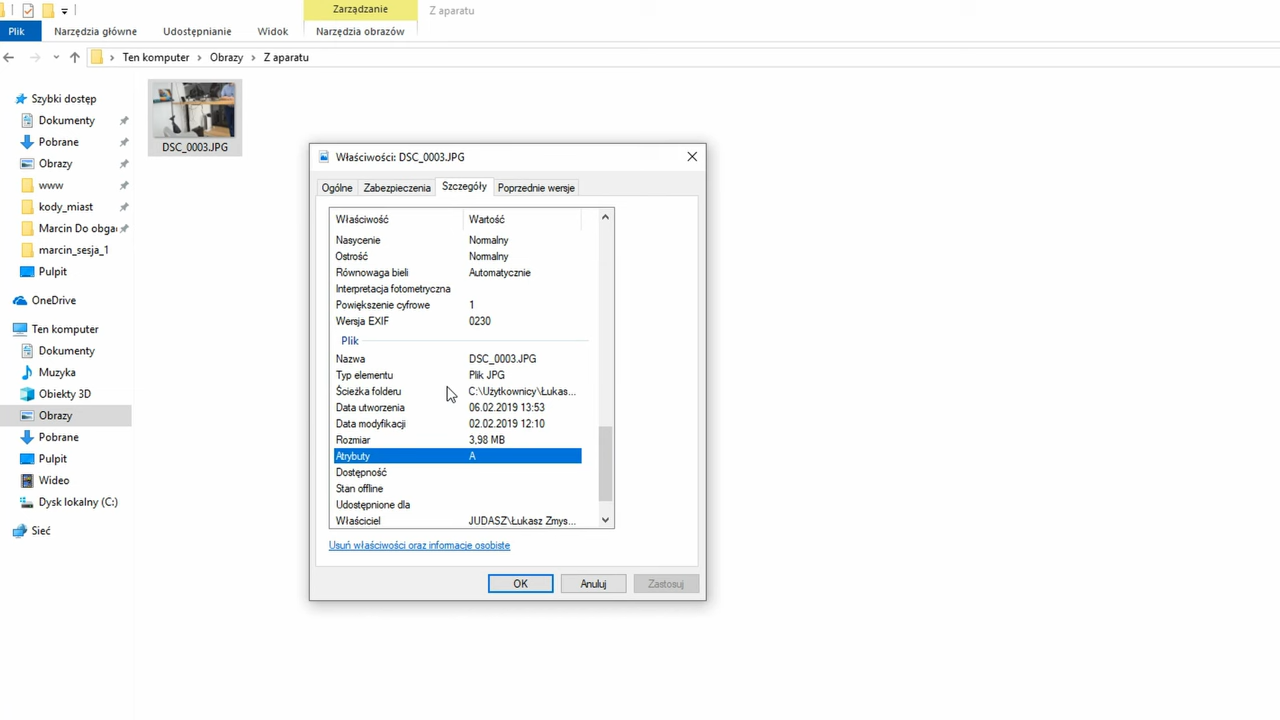 Zarządzanie
Z aparatu
Plik
Narzędzia główne
Udostępnianie
Widok
Narzędzia obrazów
Ten komputer
Obrazy
Z aparatu
Szybki dostęp
Dokumenty
Pobrane
Obrazy
www
kody_miast
Marcin Do obga
marcin_sesja_1
Pulpit
OneDrive
Ten komputer
Dokumenty
Muzyka
Obiekty 3D
Obrazy
Pobrane
Pulpit
Wideo
Dysk lokalny (C:)
Sieć
DSC_0003.JPG
Właściwości: DSC_0003.JPG
Ogólne Zabezpieczenia Szczegóły Poprzednie wersje
Właściwość Wartość
Nasycenie Normalny
Ostrość Normalny
Równowaga bieli Automatycznie
Interpretacja fotometryczna
Powiększenie cyfrowe 1
Wersja EXIF 0230
Plik
Nazwa DSC_0003.JPG
Typ elementu Plik JPG
Ścieżka folderu C:\Użytkownicy\Łukas...
Data utworzenia 06.02.2019 13:53
Data modyfikacji 02.02.2019 12:10
Rozmiar 3,98 MB
Atrybuty A
Dostępność
Stan offline
Udostępnione dla
Właściciel JUDASZ\Łukasz Zmys...
Usuń właściwości oraz informacje osobiste
OK Anuluj Zastosuj